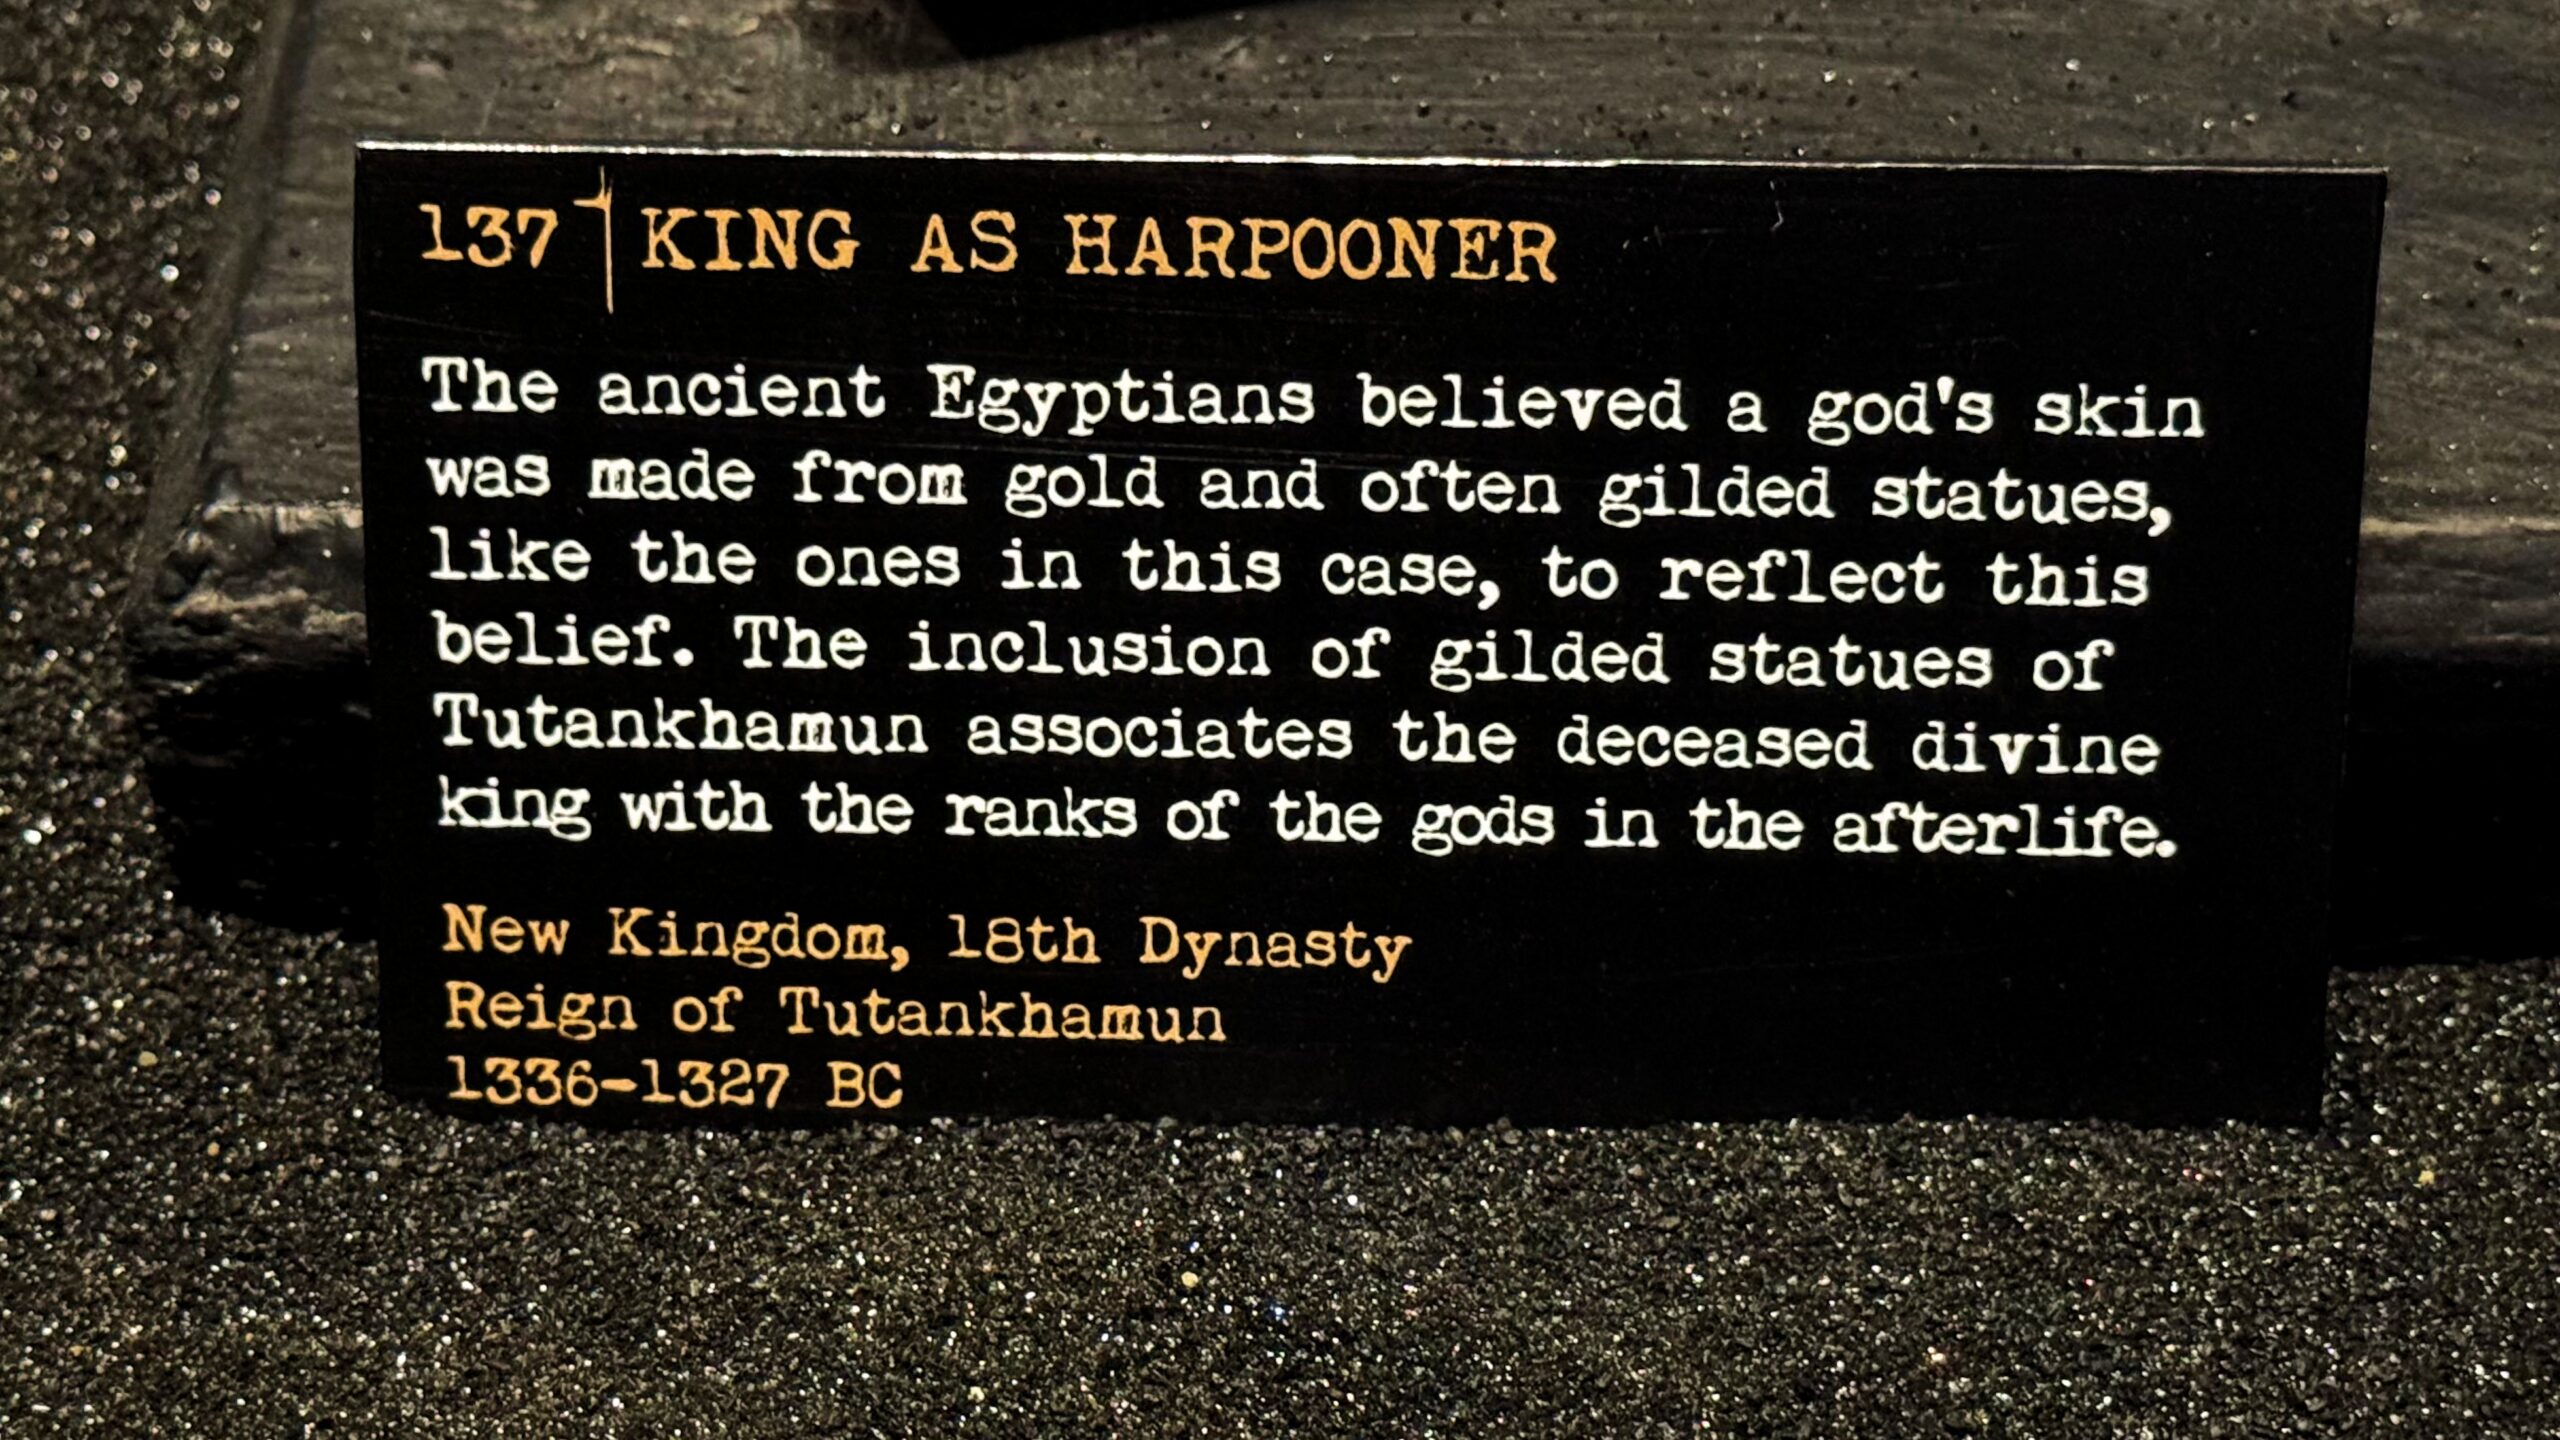 137 KING AS HARPOONER
The ancient Egyptians believed a god's skin
was made from gold and often gilded statues,
like the ones in this case, to reflect this
belief. The inclusion of gilded statues of
Tutankhamun associates the deceased divine
king with the ranks of the gods in the afterlife.
New Kingdom, 18th Dynasty
Reign of Tutankhamun
1336–1327 BC